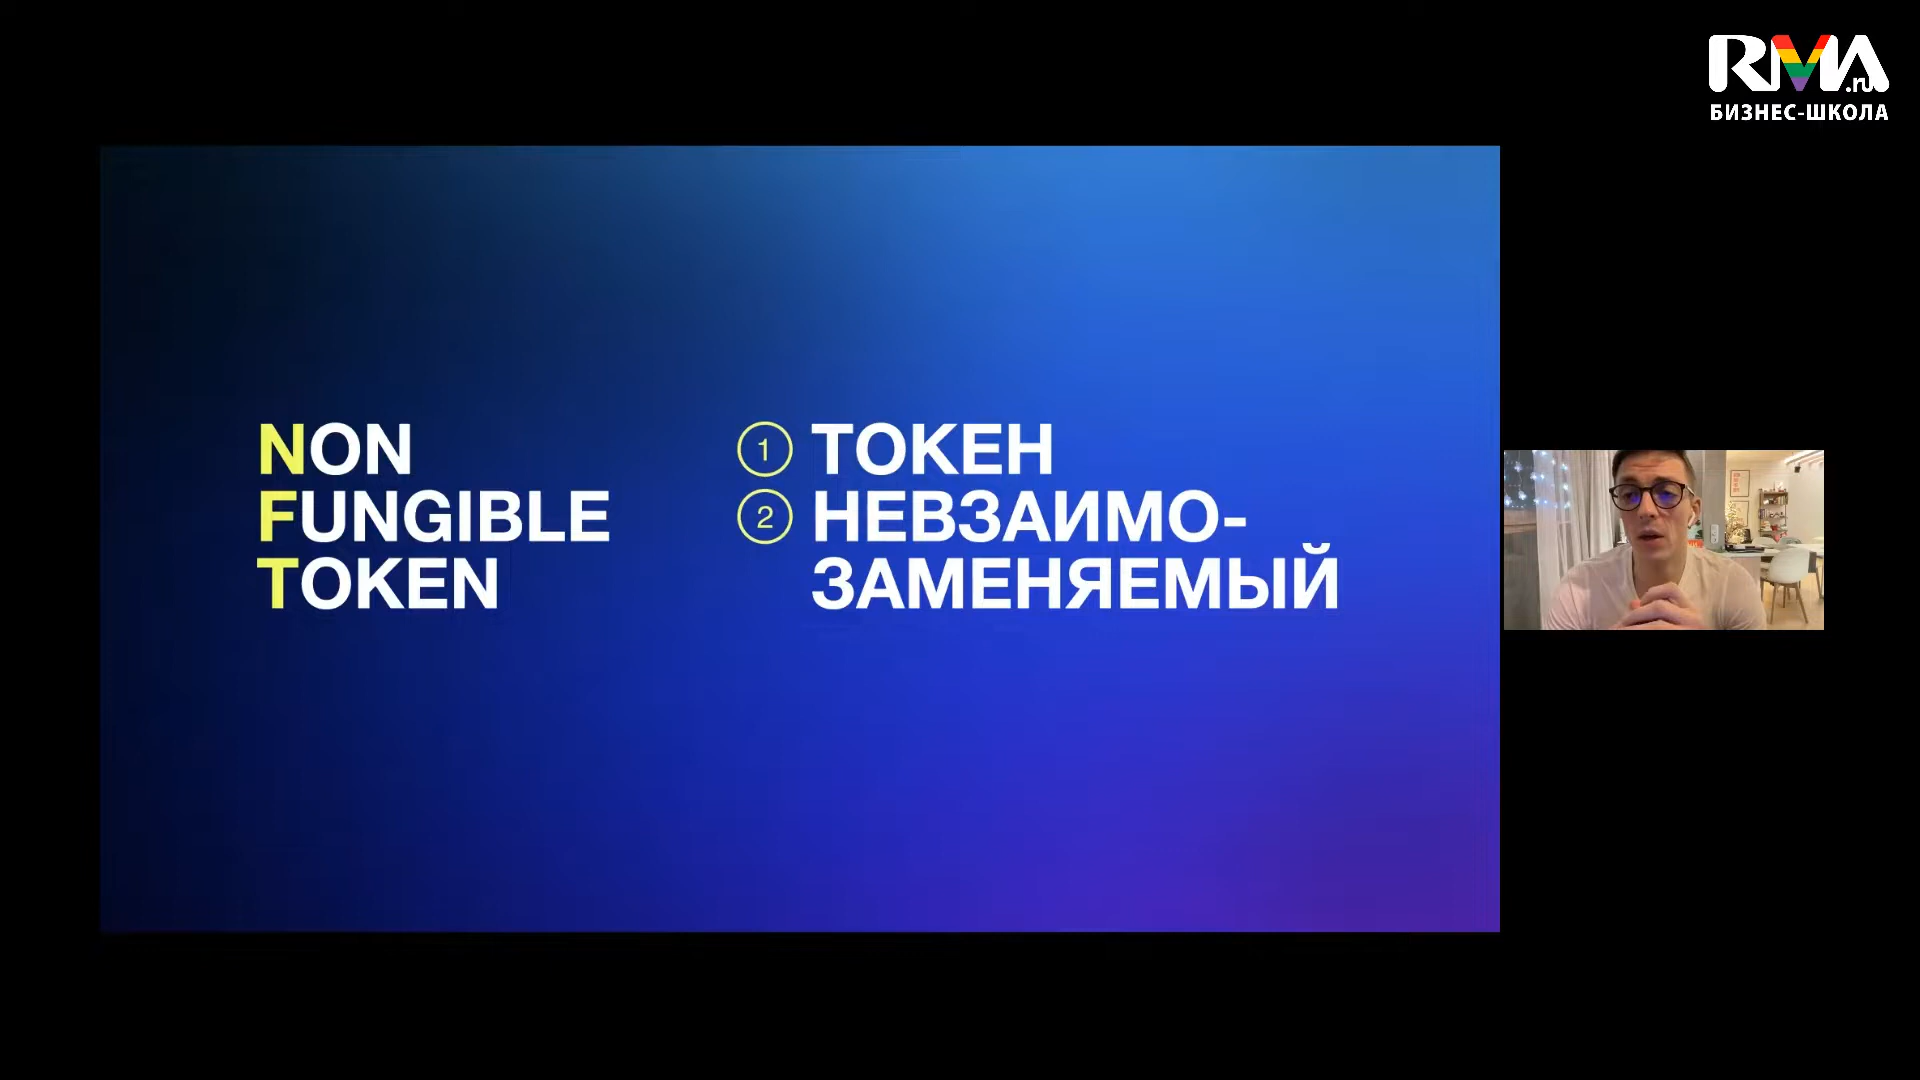 RMA
.ru
БИЗНЕС-ШКОЛА
NON
FUNGIBLE
TOKEN
1 ТОКЕН
2 НЕВЗАИМО-
ЗАМЕНЯЕМЫЙ